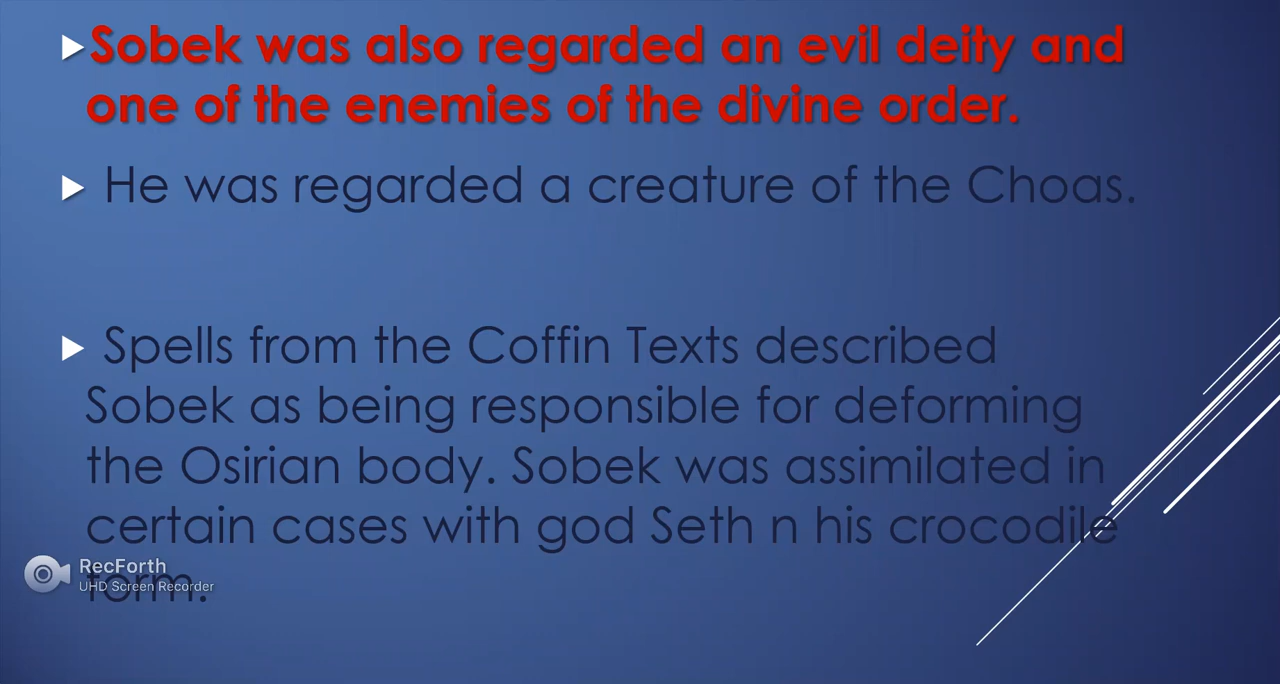 Sobek was also regarded an evil deity and
one of the enemies of the divine order.
He was regarded a creature of the Choas.
Spells from the Coffin Texts described
Sobek as being responsible for deforming
the Osirian body. Sobek was assimilated in
certain cases with god Seth n his crocodile
form.
RecForth
UHD Screen Recorder